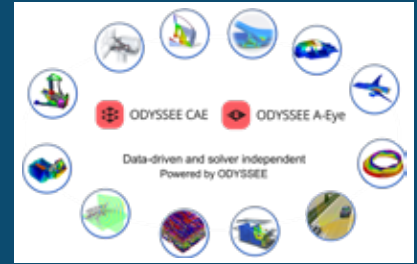 ODYSSEE CAE
ODYSSEE A-Eye
Data-driven and solver independent
Powered by ODYSSEE